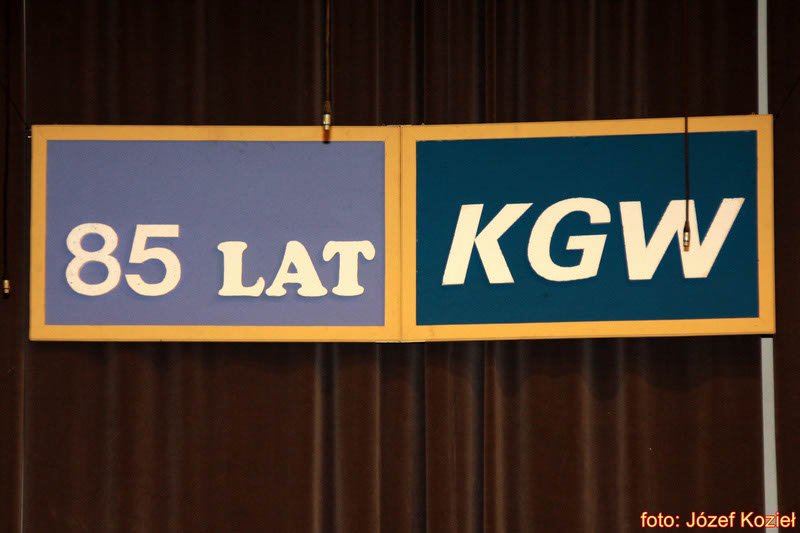 85 LAT
KGW
foto: Józef Kozieł